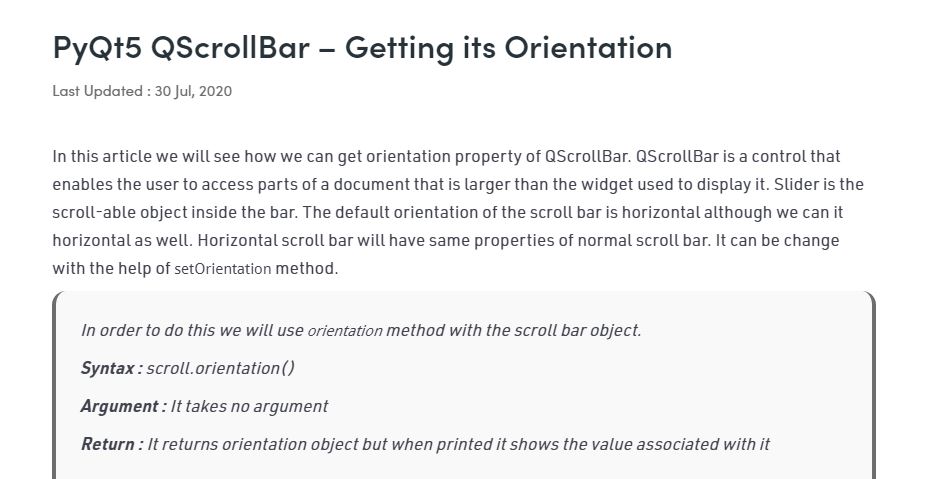 PyQt5 QScrollBar – Getting its Orientation
Last Updated : 30 Jul, 2020
In this article we will see how we can get orientation property of QScrollBar. QScrollBar is a control that
enables the user to access parts of a document that is larger than the widget used to display it. Slider is the
scroll-able object inside the bar. The default orientation of the scroll bar is horizontal although we can it
horizontal as well. Horizontal scroll bar will have same properties of normal scroll bar. It can be change
with the help of setOrientation method.
In order to do this we will use orientation method with the scroll bar object.
Syntax : scroll.orientation()
Argument : It takes no argument
Return : It returns orientation object but when printed it shows the value associated with it